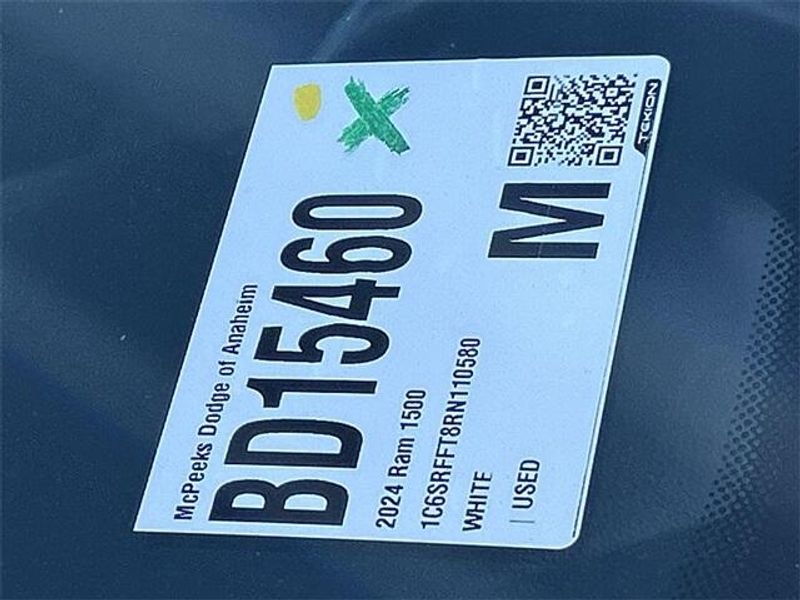 McPeeks Dodge of Anaheim
BD15460
2024 Ram 1500
1C6SRFFT8RN110580
WHITE
| USED
M
TEKION